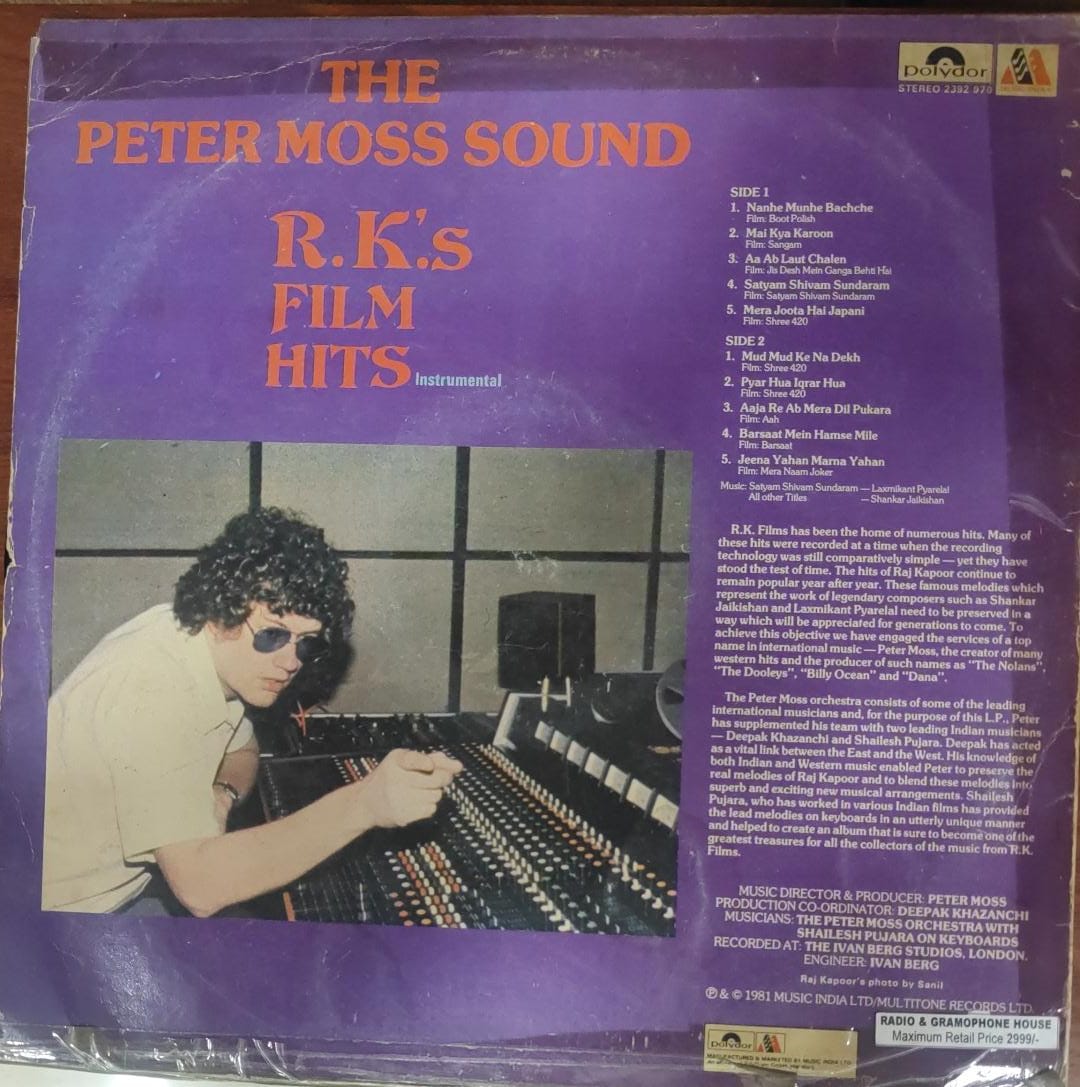 THE
PETER MOSS SOUND
R.K.'s
FILM
HITS Instrumental
polydor
STEREO 2392 970
SIDE 1
1. Nanhe Munhe Bachche
Film: Boot Polish
2. Mai Kya Karoon
Film: Sangam
3. Aa Ab Laut Chalen
Film: Jis Desh Mein Ganga Behti Hai
4. Satyam Shivam Sundaram
Film: Satyam Shivam Sundaram
5. Mera Joota Hai Japani
Film: Shree 420
SIDE 2
1. Mud Mud Ke Na Dekh
Film: Shree 420
2. Pyar Hua Iqrar Hua
Film: Shree 420
3. Aaja Re Ab Mera Dil Pukara
Film: Aah
4. Barsaat Mein Hamse Mile
Film: Barsaat
5. Jeena Yahan Marna Yahan
Film: Mera Naam Joker
Music: Satyam Shivam Sundaram — Laxmikant Pyarelal
All other Titles — Shankar Jaikishan
R.K. Films has been the home of numerous hits. Many of
these hits were recorded at a time when the recording
technology was still comparatively simple — yet they have
stood the test of time. The hits of Raj Kapoor continue to
remain popular year after year. These famous melodies which
represent the work of legendary composers such as Shankar
Jaikishan and Laxmikant Pyarelal need to be preserved in a
way which will be appreciated for generations to come. To
achieve this objective we have engaged the services of a top
name in international music — Peter Moss, the creator of many
western hits and the producer of such names as "The Nolans",
"The Dooleys", "Billy Ocean" and "Dana".
The Peter Moss orchestra consists of some of the leading
international musicians and, for the purpose of this L.P., Peter
has supplemented his team with two leading Indian musicians
— Deepak Khazanchi and Shailesh Pujara. Deepak has acted
as a vital link between the East and the West. His knowledge of
both Indian and Western music enabled Peter to preserve the
real melodies of Raj Kapoor and to blend these melodies into
superb and exciting new musical arrangements. Shailesh
Pujara, who has worked in various Indian films has provided
the lead melodies on keyboards in an utterly unique manner
and helped to create an album that is sure to become one of the
greatest treasures for all the collectors of the music from R.K.
Films.
MUSIC DIRECTOR & PRODUCER: PETER MOSS
PRODUCTION CO-ORDINATOR: DEEPAK KHAZANCHI
MUSICIANS: THE PETER MOSS ORCHESTRA WITH
SHAILESH PUJARA ON KEYBOARDS
RECORDED AT: THE IVAN BERG STUDIOS, LONDON.
ENGINEER: IVAN BERG
Raj Kapoor's photo by Sanil
℗ & © 1981 MUSIC INDIA LTD/MULTITONE RECORDS LTD.
RADIO & GRAMOPHONE HOUSE
Maximum Retail Price 2999/-
polydor
MANUFACTURED & MARKETED BY MUSIC INDIA LTD